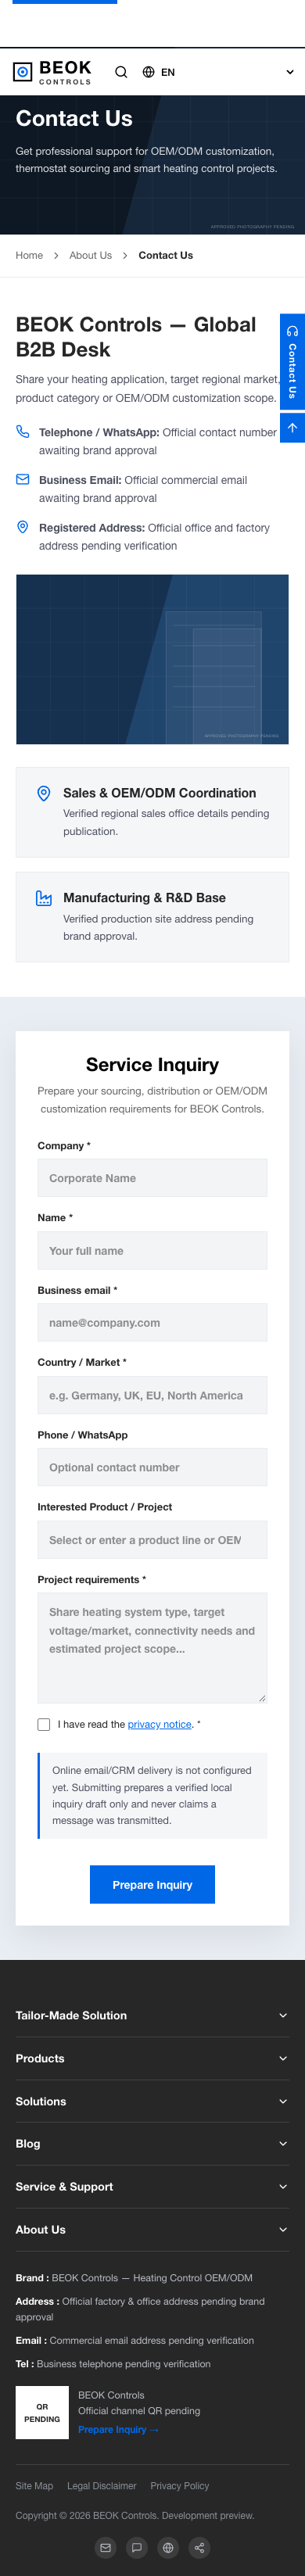 BEOK
CONTROLS
EN
Contact Us
Get professional support for OEM/ODM customization,
thermostat sourcing and smart heating control projects.
APPROVED PHOTOGRAPHY PENDING
Home > About Us > Contact Us
BEOK Controls — Global
B2B Desk
Contact Us
Share your heating application, target regional market,
product category or OEM/ODM customization scope.
Telephone / WhatsApp: Official contact number
awaiting brand approval
Business Email: Official commercial email
awaiting brand approval
Registered Address: Official office and factory
address pending verification
APPROVED PHOTOGRAPHY PENDING
Sales & OEM/ODM Coordination
Verified regional sales office details pending
publication.
Manufacturing & R&D Base
Verified production site address pending
brand approval.
Service Inquiry
Prepare your sourcing, distribution or OEM/ODM
customization requirements for BEOK Controls.
Company *
Corporate Name
Name *
Your full name
Business email *
name@company.com
Country / Market *
e.g. Germany, UK, EU, North America
Phone / WhatsApp
Optional contact number
Interested Product / Project
Select or enter a product line or OEM
Project requirements *
Share heating system type, target
voltage/market, connectivity needs and
estimated project scope...
I have read the privacy notice. *
Online email/CRM delivery is not configured
yet. Submitting prepares a verified local
inquiry draft only and never claims a
message was transmitted.
Prepare Inquiry
Tailor-Made Solution
Products
Solutions
Blog
Service & Support
About Us
Brand : BEOK Controls — Heating Control OEM/ODM
Address : Official factory & office address pending brand
approval
Email : Commercial email address pending verification
Tel : Business telephone pending verification
QR
PENDING
BEOK Controls
Official channel QR pending
Prepare Inquiry →
Site Map Legal Disclaimer Privacy Policy
Copyright © 2026 BEOK Controls. Development preview.